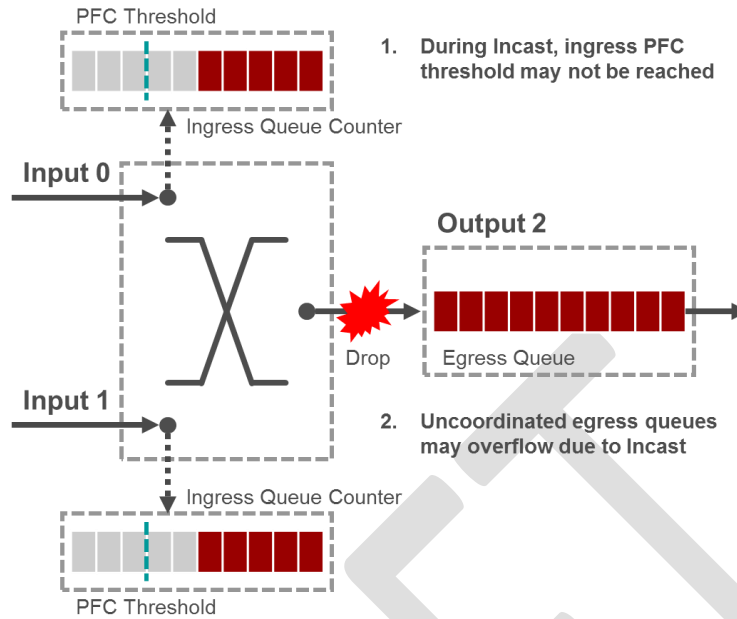 PFC Threshold
1. During Incast, ingress PFC
threshold may not be reached
Ingress Queue Counter
Input 0
Output 2
Drop
Egress Queue
Input 1
2. Uncoordinated egress queues
may overflow due to Incast
Ingress Queue Counter
PFC Threshold